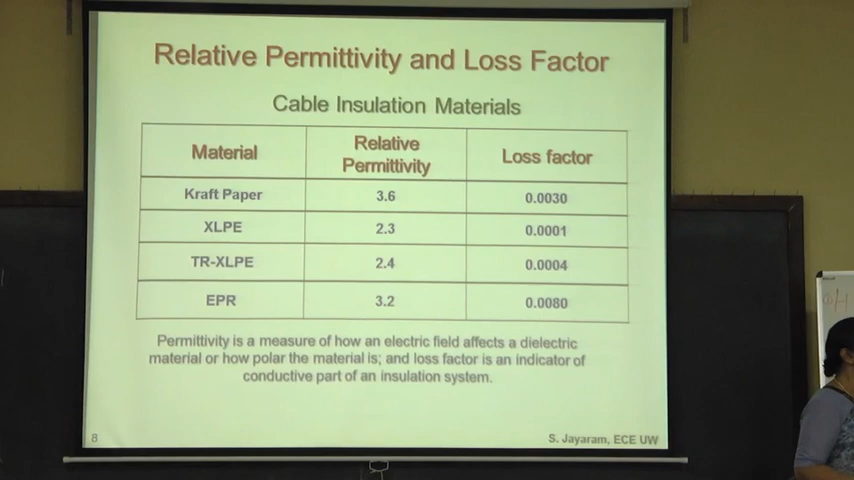 Relative Permittivity and Loss Factor
Cable Insulation Materials
Material Relative Permittivity Loss factor
Kraft Paper 3.6 0.0030
XLPE 2.3 0.0001
TR-XLPE 2.4 0.0004
EPR 3.2 0.0080
Permittivity is a measure of how an electric field affects a dielectric
material or how polar the material is; and loss factor is an indicator of
conductive part of an insulation system.
8 S. Jayaram, ECE UW